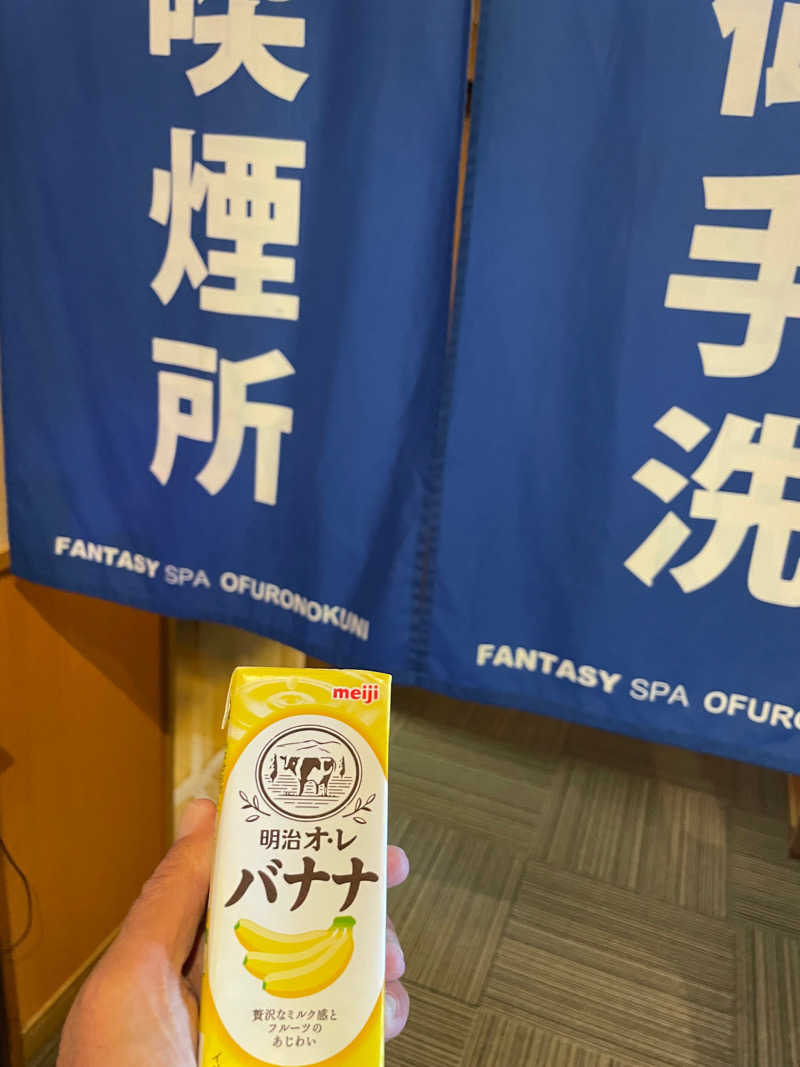 喫煙所
FANTASY SPA OFURONOKUNI
御手洗
FANTASY SPA OFURO
meiji
明治オ・レ
バナナ
贅沢なミルク感と
フルーツの
あじわい